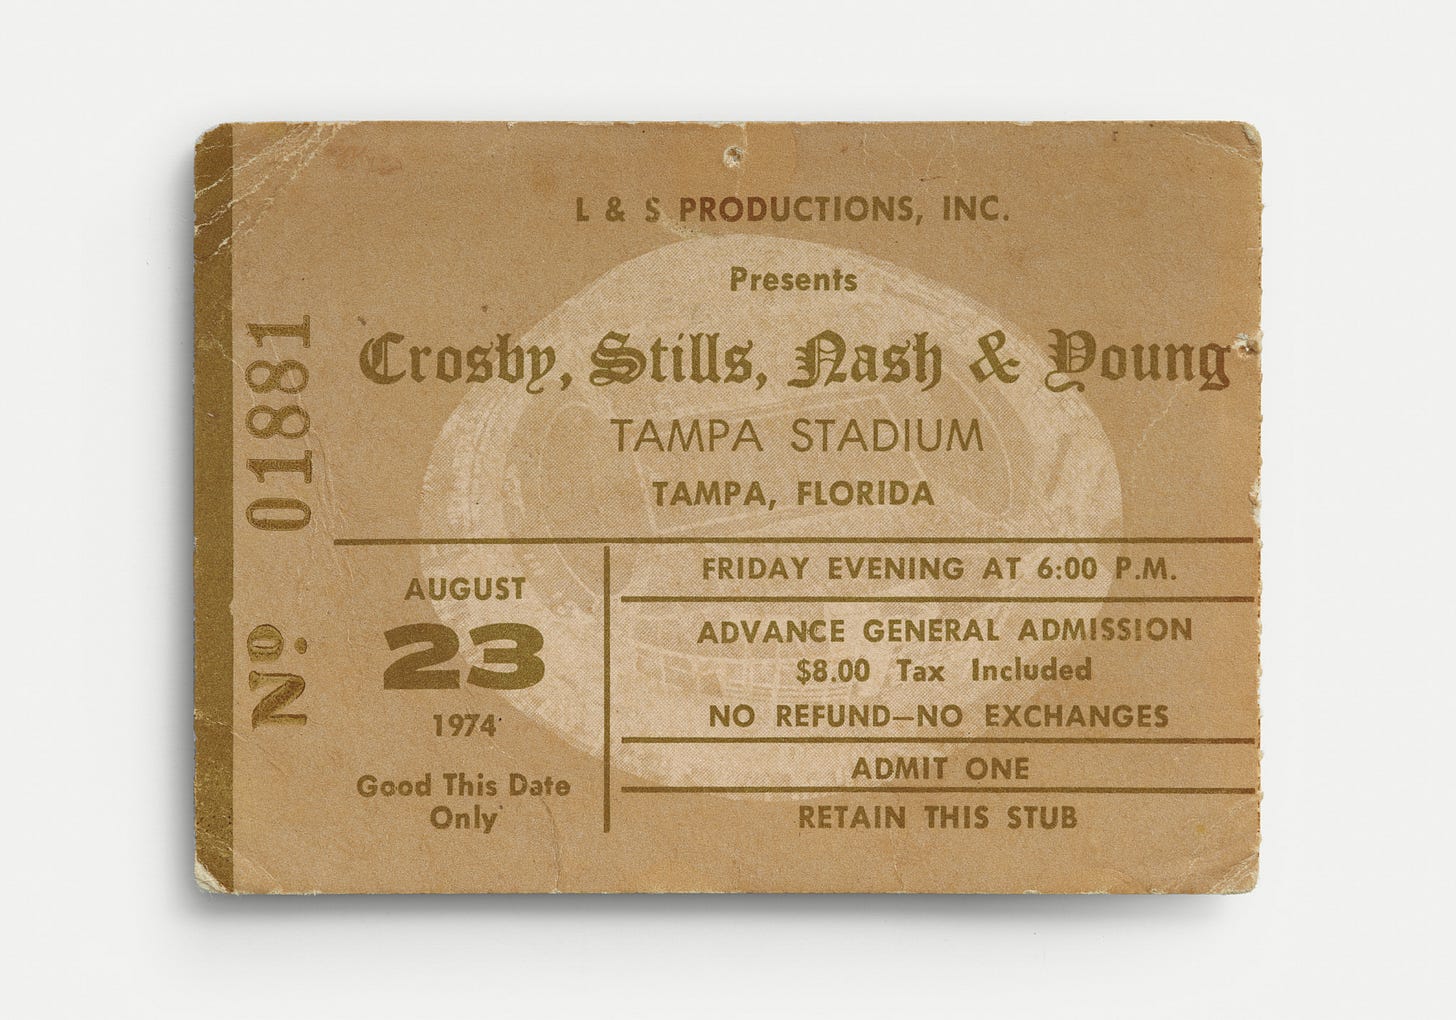 L & S PRODUCTIONS, INC.
Presents
Crosby, Stills, Nash & Young
TAMPA STADIUM
TAMPA, FLORIDA
No. 01881
AUGUST
23
1974
Good This Date
Only
FRIDAY EVENING AT 6:00 P.M.
ADVANCE GENERAL ADMISSION
$8.00 Tax Included
NO REFUND—NO EXCHANGES
ADMIT ONE
RETAIN THIS STUB